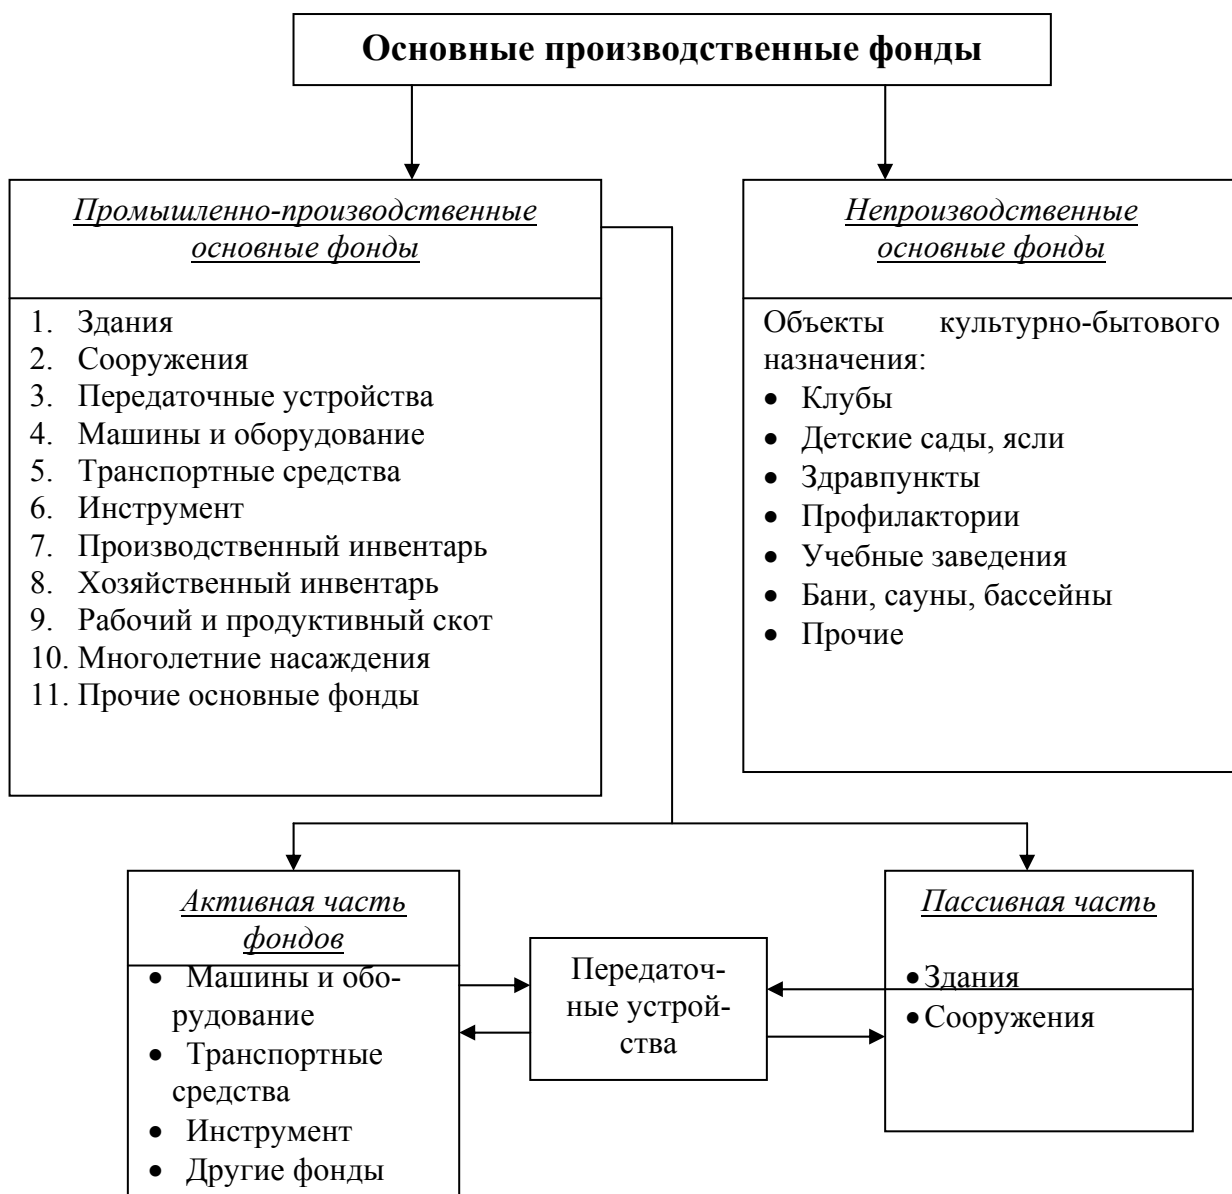 Основные производственные фонды
Промышленно-производственные
основные фонды
1. Здания
2. Сооружения
3. Передаточные устройства
4. Машины и оборудование
5. Транспортные средства
6. Инструмент
7. Производственный инвентарь
8. Хозяйственный инвентарь
9. Рабочий и продуктивный скот
10. Многолетние насаждения
11. Прочие основные фонды
Непроизводственные
основные фонды
Объекты культурно-бытового
назначения:
• Клубы
• Детские сады, ясли
• Здравпункты
• Профилактории
• Учебные заведения
• Бани, сауны, бассейны
• Прочие
Активная часть
фондов
• Машины и обо-
рудование
• Транспортные
средства
• Инструмент
• Другие фонды
Передаточ-
ные устрой-
ства
Пассивная часть
• Здания
• Сооружения